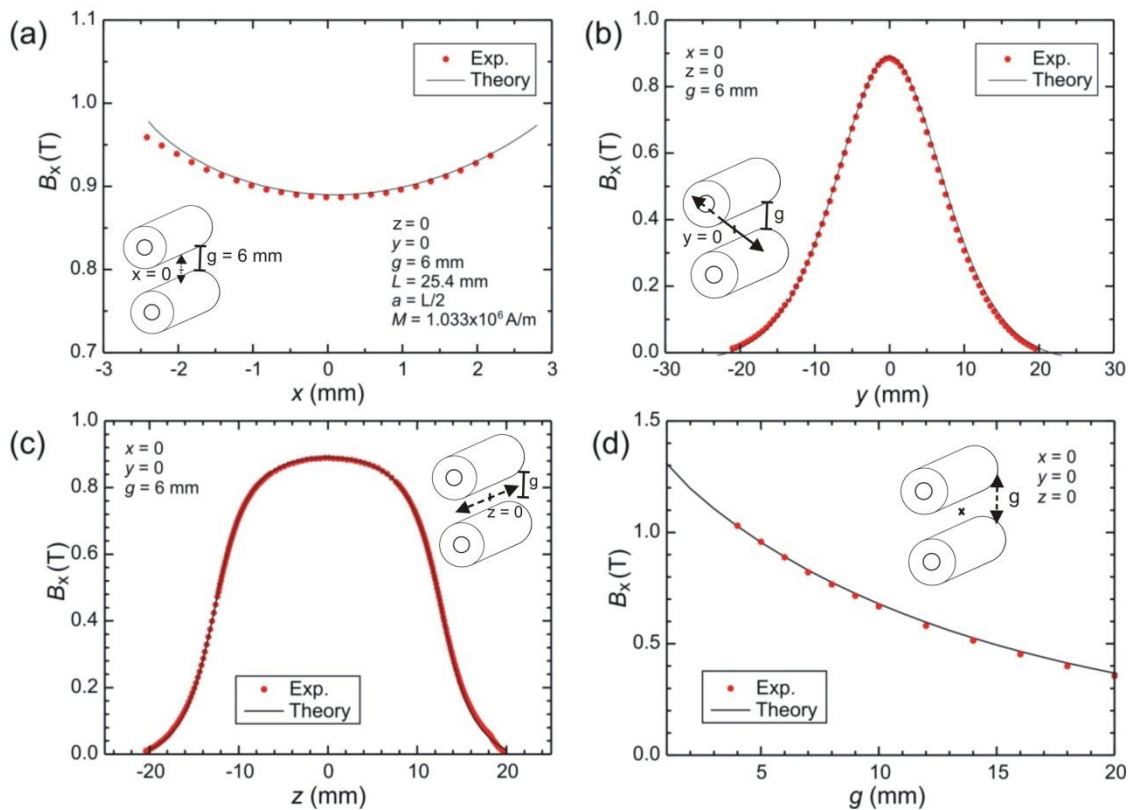 (a)
1.1
1.0
0.9
0.8
0.7
Bx (T)
Exp.
Theory
x = 0
g = 6 mm
z = 0
y = 0
g = 6 mm
L = 25.4 mm
a = L/2
M = 1.033x10⁶ A/m
-3 -2 -1 0 1 2 3
x (mm)
(b)
1.0
0.8
0.6
0.4
0.2
0.0
Bx (T)
x = 0
z = 0
g = 6 mm
Exp.
Theory
y = 0
g
-30 -20 -10 0 10 20 30
y (mm)
(c)
1.0
0.8
0.6
0.4
0.2
0.0
Bx (T)
x = 0
y = 0
g = 6 mm
g
z = 0
Exp.
Theory
-20 -10 0 10 20
z (mm)
(d)
1.5
1.0
0.5
0.0
Bx (T)
x = 0
y = 0
z = 0
g
x
Exp.
Theory
5 10 15 20
g (mm)